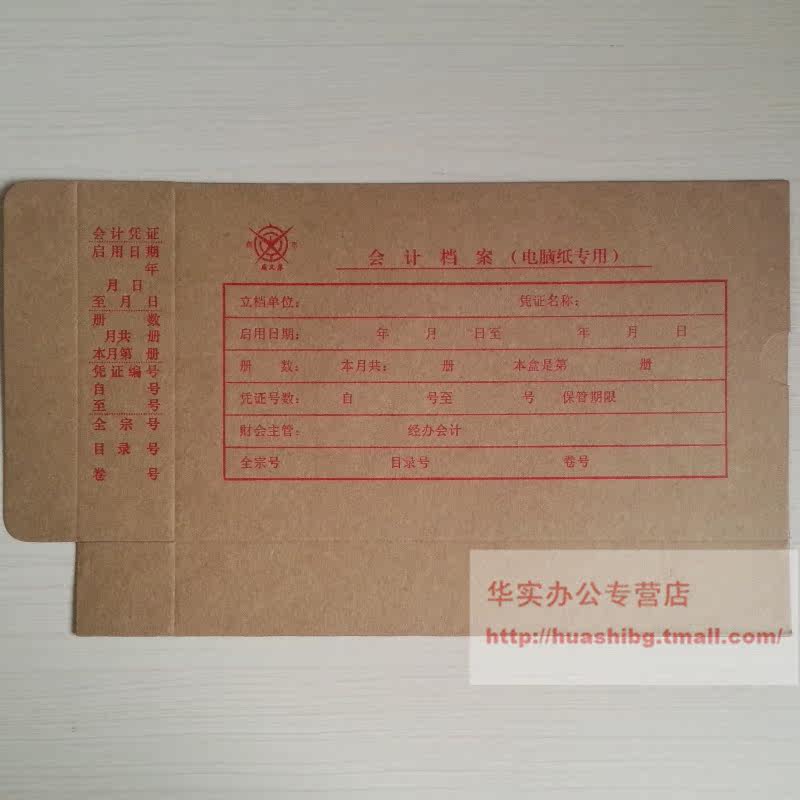 会计凭证
启用日期
年
月 日
至 月 日
册 数
月共 册
本月第 册
凭证编号
自 号
至 号
全宗号
目录号
卷 号
会 计 档 案 （电脑纸专用）
立档单位： 凭证名称：
启用日期： 年 月 日至 年 月 日
册 数： 本月共： 册 本盒是第 册
凭证号数： 自 号至 号 保管期限
财会主管： 经办会计
全宗号 目录号 卷号
华实办公专营店
http://huashibg.tmall.com/